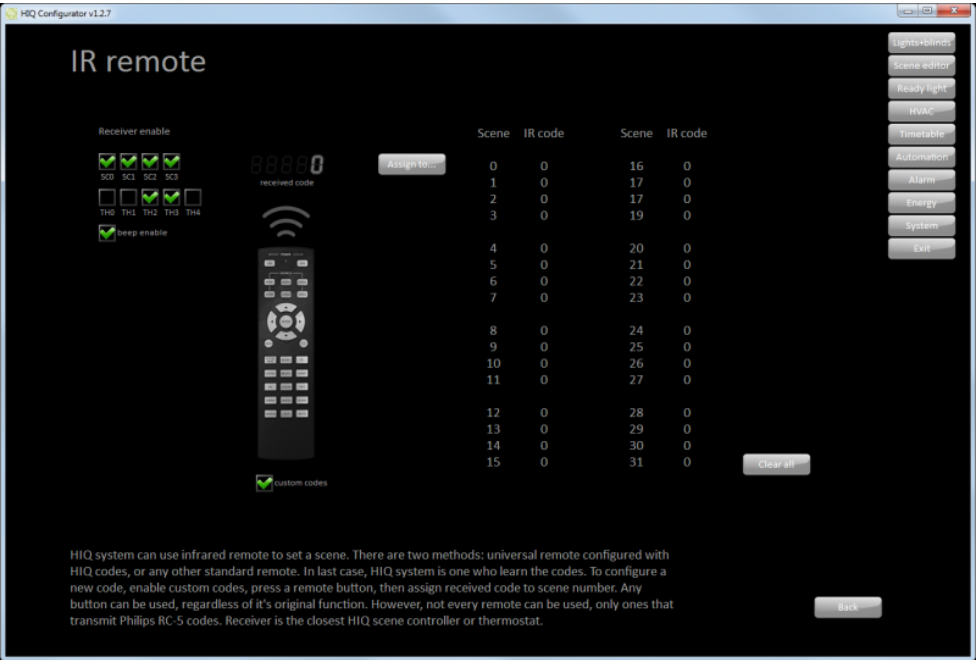 HIQ Configurator v1.2.7
IR remote
Lights+blinds
Scene editor
Ready light
HVAC
Timetable
Automation
Alarm
Energy
System
Exit
Receiver enable
SC0 SC1 SC2 SC3
TH0 TH1 TH2 TH3 TH4
beep enable
0
received code
Assign to...
custom codes
Scene IR code Scene IR code
0 0 16 0
1 0 17 0
2 0 17 0
3 0 19 0
4 0 20 0
5 0 21 0
6 0 22 0
7 0 23 0
8 0 24 0
9 0 25 0
10 0 26 0
11 0 27 0
12 0 28 0
13 0 29 0
14 0 30 0
15 0 31 0
Clear all
HIQ system can use infrared remote to set a scene. There are two methods: universal remote configured with
HIQ codes, or any other standard remote. In last case, HIQ system is one who learn the codes. To configure a
new code, enable custom codes, press a remote button, then assign received code to scene number. Any
button can be used, regardless of it's original function. However, not every remote can be used, only ones that
transmit Philips RC-5 codes. Receiver is the closest HIQ scene controller or thermostat.
Back